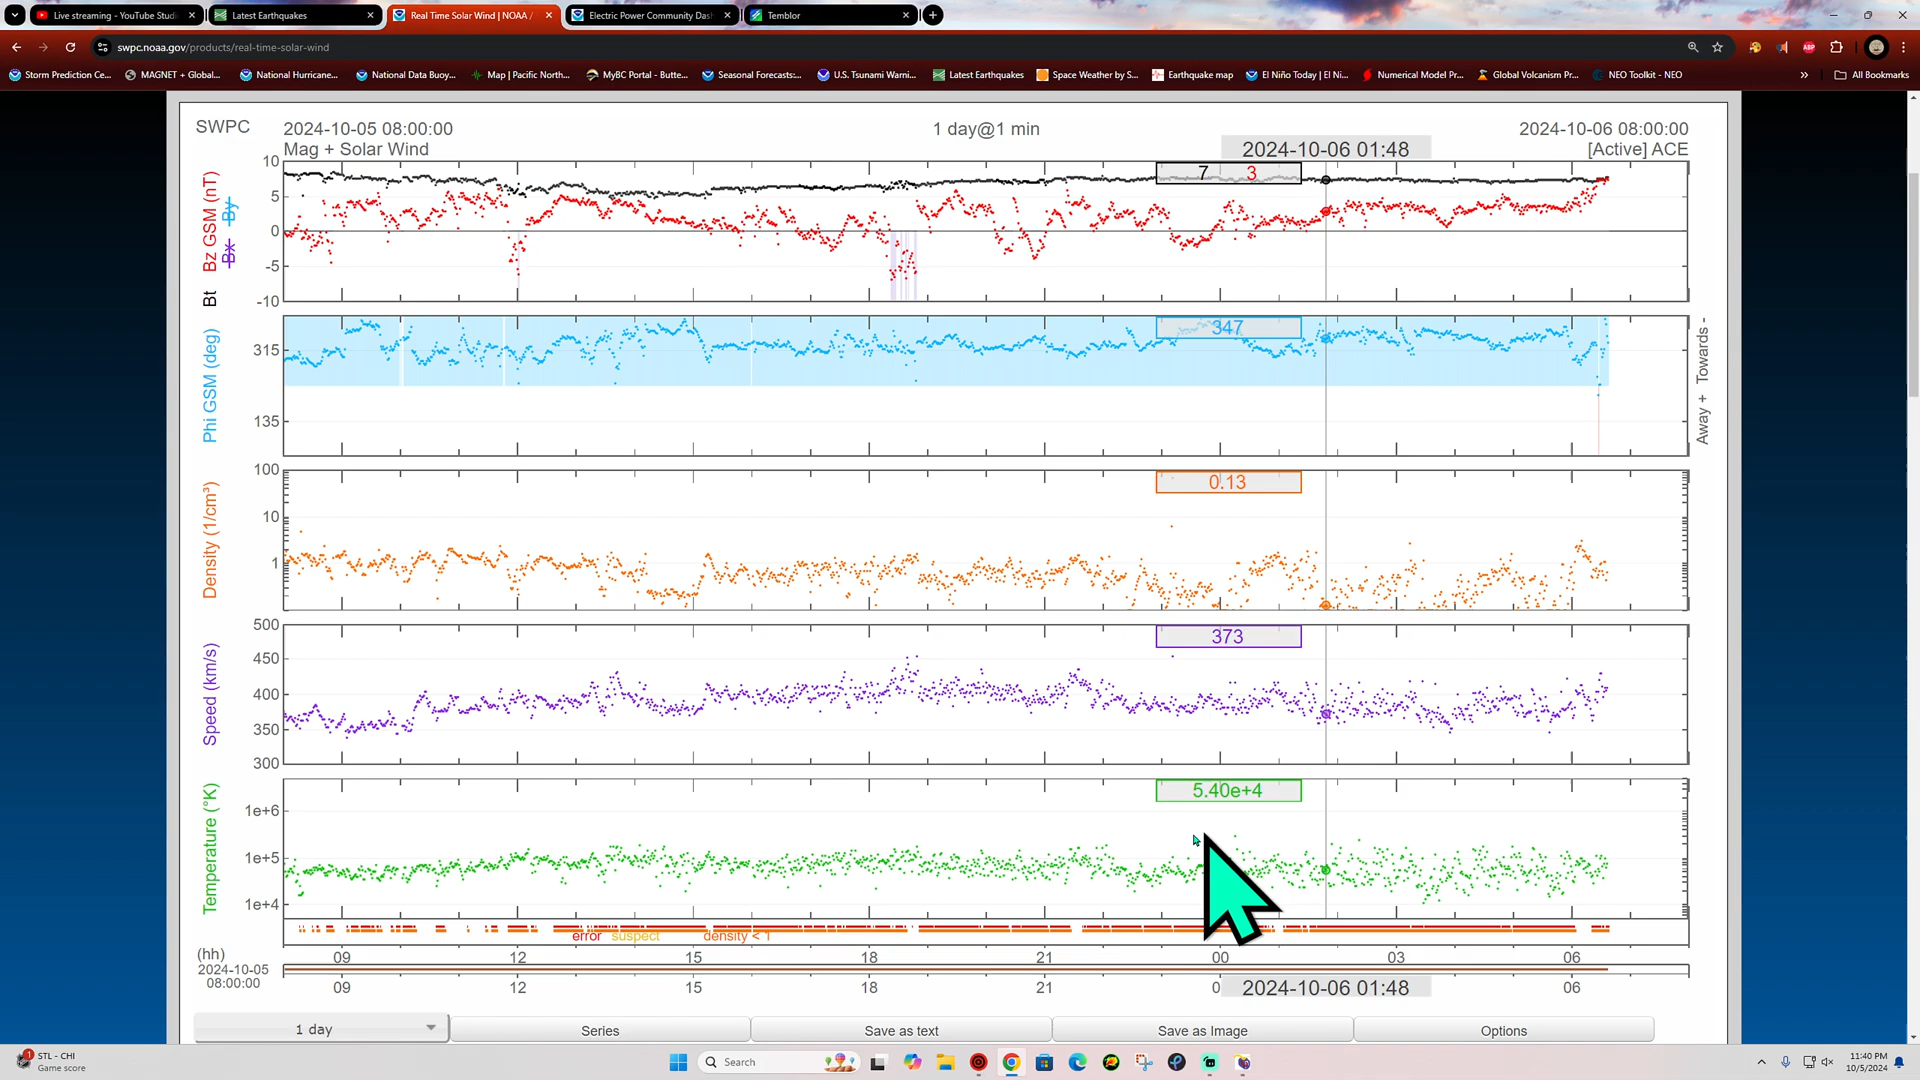 Live streaming - YouTube Studi
Latest Earthquakes
Real Time Solar Wind | NOAA /
Electric Power Community Das
Temblor
swpc.noaa.gov/products/real-time-solar-wind
Storm Prediction Ce...
MAGNET + Global...
National Hurricane...
National Data Buoy...
Map | Pacific North...
MyBC Portal - Butte...
Seasonal Forecasts:...
U.S. Tsunami Warni...
Latest Earthquakes
Space Weather by S...
Earthquake map
El Niño Today | El Ni...
Numerical Model Pr...
Global Volcanism Pr...
NEO Toolkit - NEO
»
All Bookmarks
SWPC
2024-10-05 08:00:00
1 day@1 min
2024-10-06 08:00:00
Mag + Solar Wind
2024-10-06 01:48
[Active] ACE
Bt Bz GSM (nT)
Bx By
10
5
0
-5
-10
7 3
Phi GSM (deg)
315
135
347
Away + Towards -
Density (1/cm³)
100
10
1
0.13
Speed (km/s)
500
450
400
350
300
373
Temperature (°K)
1e+6
1e+5
1e+4
5.40e+4
error suspect density < 1
(hh)
09 12 15 18 21 00 03 06
2024-10-05
08:00:00
09 12 15 18 21 0 2024-10-06 01:48 06
1 day
Series
Save as text
Save as Image
Options
1
STL - CHI
Game score
Search
ABP
11:40 PM
10/5/2024